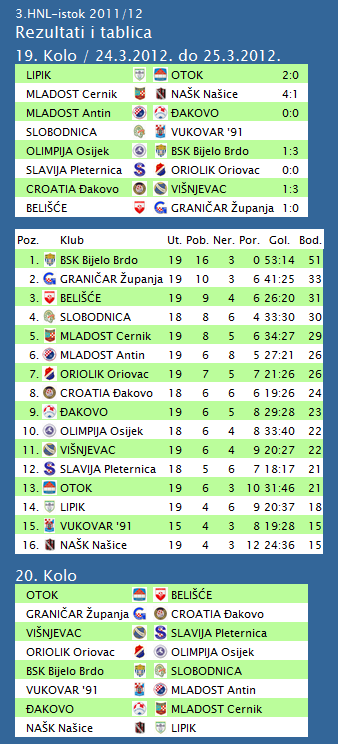 3.HNL-istok 2011/12
Rezultati i tablica
19. Kolo / 24.3.2012. do 25.3.2012.
LIPIK OTOK 2:0
MLADOST Cernik NAŠK Našice 4:1
MLADOST Antin ĐAKOVO 0:0
SLOBODNICA VUKOVAR '91
OLIMPIJA Osijek BSK Bijelo Brdo 1:3
SLAVIJA Pleternica ORIOLIK Oriovac 0:0
CROATIA Đakovo VIŠNJEVAC 1:3
BELIŠĆE GRANIČAR Županja 1:0
Poz. Klub Ut. Pob. Ner. Por. Gol. Bod.
1. BSK Bijelo Brdo 19 16 3 0 53:14 51
2. GRANIČAR Županja 19 10 3 6 41:25 33
3. BELIŠĆE 19 9 4 6 26:20 31
4. SLOBODNICA 18 8 6 4 33:30 30
5. MLADOST Cernik 19 8 5 6 34:27 29
6. MLADOST Antin 19 6 8 5 27:21 26
7. ORIOLIK Oriovac 19 7 5 7 21:26 26
8. CROATIA Đakovo 18 6 6 6 19:26 24
9. ĐAKOVO 19 6 5 8 29:28 23
10. OLIMPIJA Osijek 18 6 4 8 33:40 22
11. VIŠNJEVAC 19 6 4 9 20:27 22
12. SLAVIJA Pleternica 18 5 6 7 18:17 21
13. OTOK 19 6 3 10 31:46 21
14. LIPIK 19 4 6 9 20:37 18
15. VUKOVAR '91 15 4 3 8 19:28 15
16. NAŠK Našice 19 4 3 12 24:36 15
20. Kolo
OTOK BELIŠĆE
GRANIČAR Županja CROATIA Đakovo
VIŠNJEVAC SLAVIJA Pleternica
ORIOLIK Oriovac OLIMPIJA Osijek
BSK Bijelo Brdo SLOBODNICA
VUKOVAR '91 MLADOST Antin
ĐAKOVO MLADOST Cernik
NAŠK Našice LIPIK